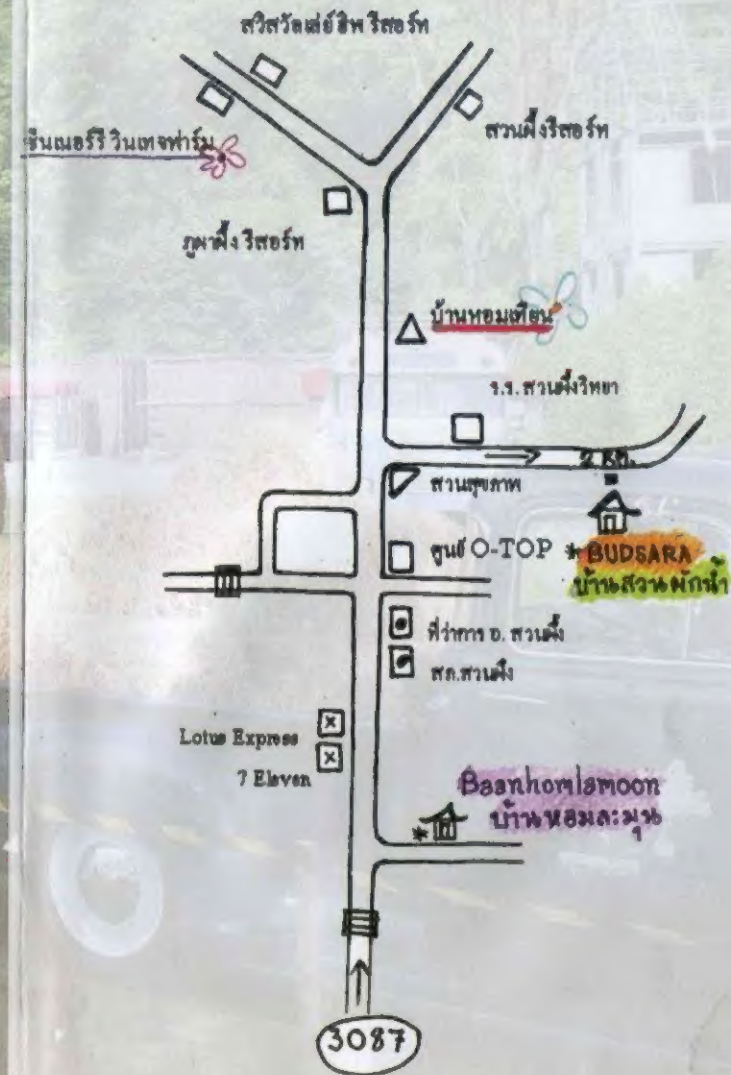 สวิสวัลเล่ย์ฮิพ รีสอร์ท
สวนผึ้งรีสอร์ท
ซีนเนอร์รี วินเทจฟาร์ม
ภูผาผึ้ง รีสอร์ท
บ้านหอมเทียน
ร.ร. สวนผึ้งวิทยา
2 กม.
สวนสุขภาพ
ศูนย์ O-TOP
* BUDSARA
บ้านสวนผักน้ำ
ที่ว่าการ อ. สวนผึ้ง
สภ.สวนผึ้ง
Lotus Express
7 Eleven
Baanhomlamoon
บ้านหอมละมุน
*
3087